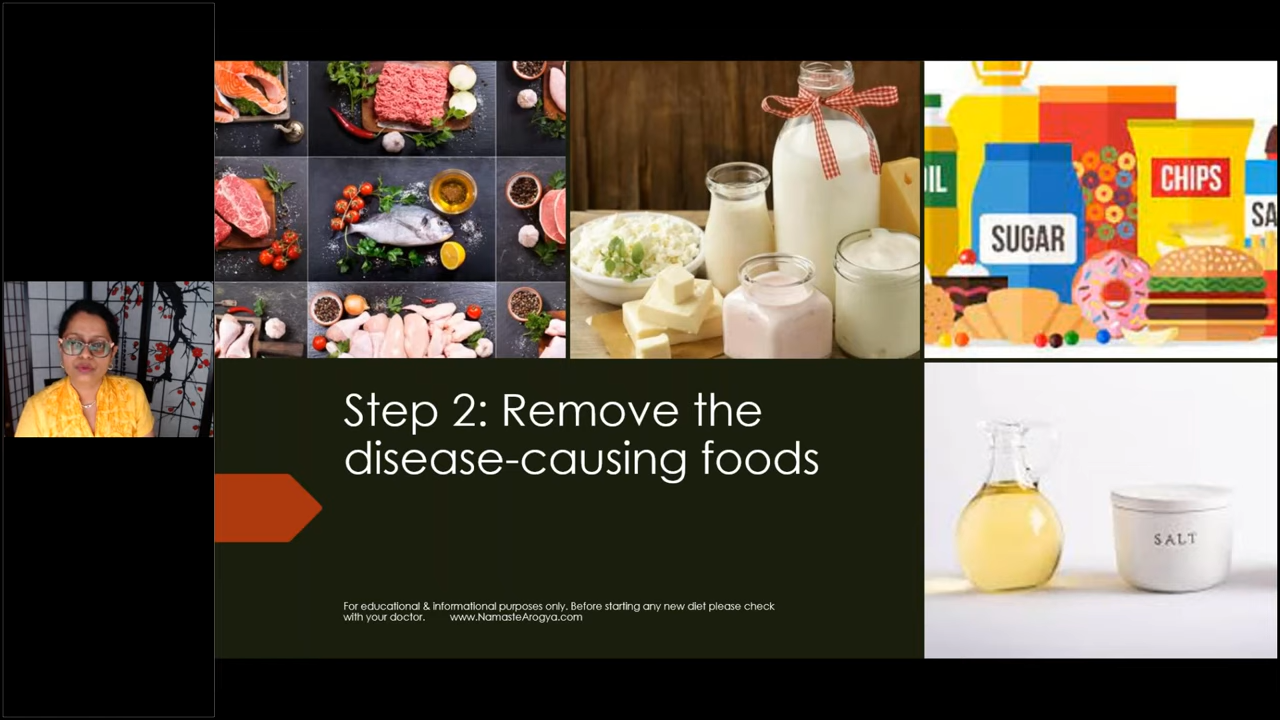 IL
SUGAR
CHIPS
SA
Step 2: Remove the
disease-causing foods
SALT
For educational & informational purposes only. Before starting any new diet please check
with your doctor. www.NamasteArogya.com